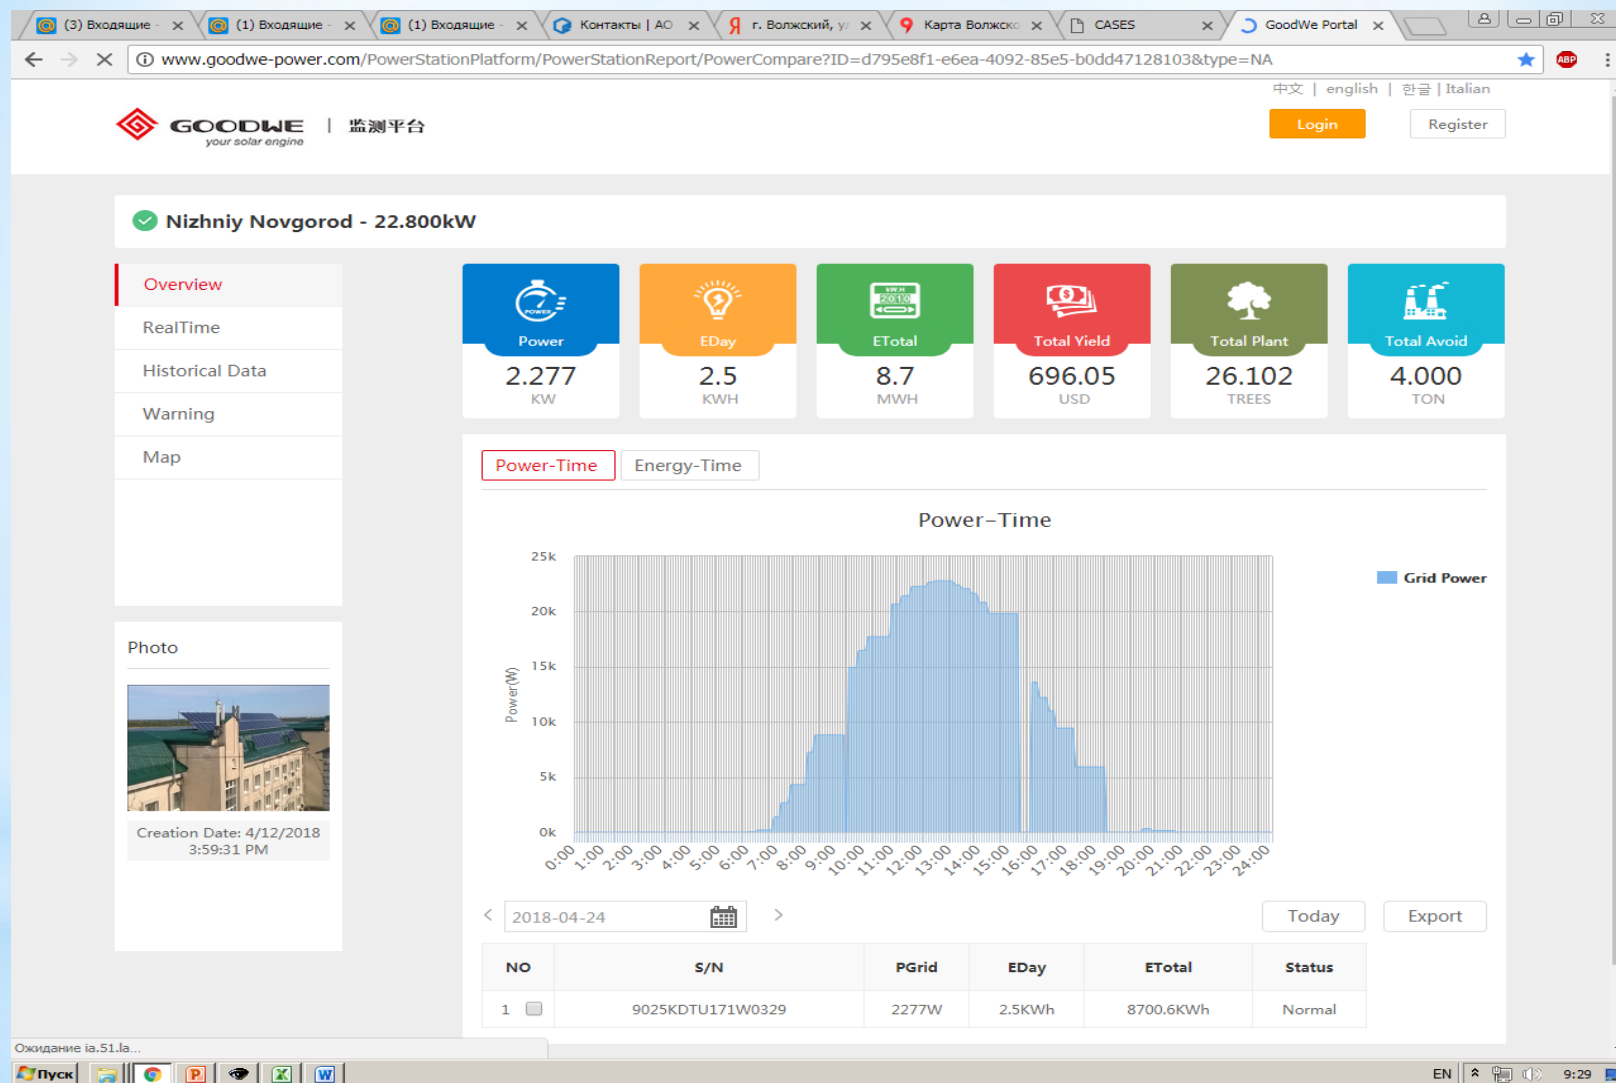 (3) Входящие -
(1) Входящие -
(1) Входящие -
Контакты | АО
г. Волжский, ул
Карта Волжско
CASES
GoodWe Portal
www.goodwe-power.com/PowerStationPlatform/PowerStationReport/PowerCompare?ID=d795e8f1-e6ea-4092-85e5-b0dd47128103&type=NA
ABP
中文 | english | 한글 | Italian
GOODWE | 监测平台
your solar engine
Login
Register
Nizhniy Novgorod - 22.800kW
Overview
RealTime
Historical Data
Warning
Map
POWER
Power
2.277
KW
EDay
2.5
KWH
KW.H
2010
ETotal
8.7
MWH
Total Yield
696.05
USD
Total Plant
26.102
TREES
Total Avoid
4.000
TON
Power-Time
Energy-Time
Power-Time
25k
20k
15k
10k
5k
0k
Power(W)
0:00 1:00 2:00 3:00 4:00 5:00 6:00 7:00 8:00 9:00 10:00 11:00 12:00 13:00 14:00 15:00 16:00 17:00 18:00 19:00 20:00 21:00 22:00 23:00 24:00
Grid Power
Photo
Creation Date: 4/12/2018
3:59:31 PM
< 2018-04-24 >
Today
Export
NO S/N PGrid EDay ETotal Status
1 9025KDTU171W0329 2277W 2.5KWh 8700.6KWh Normal
Ожидание ia.51.la...
Пуск
EN
9:29